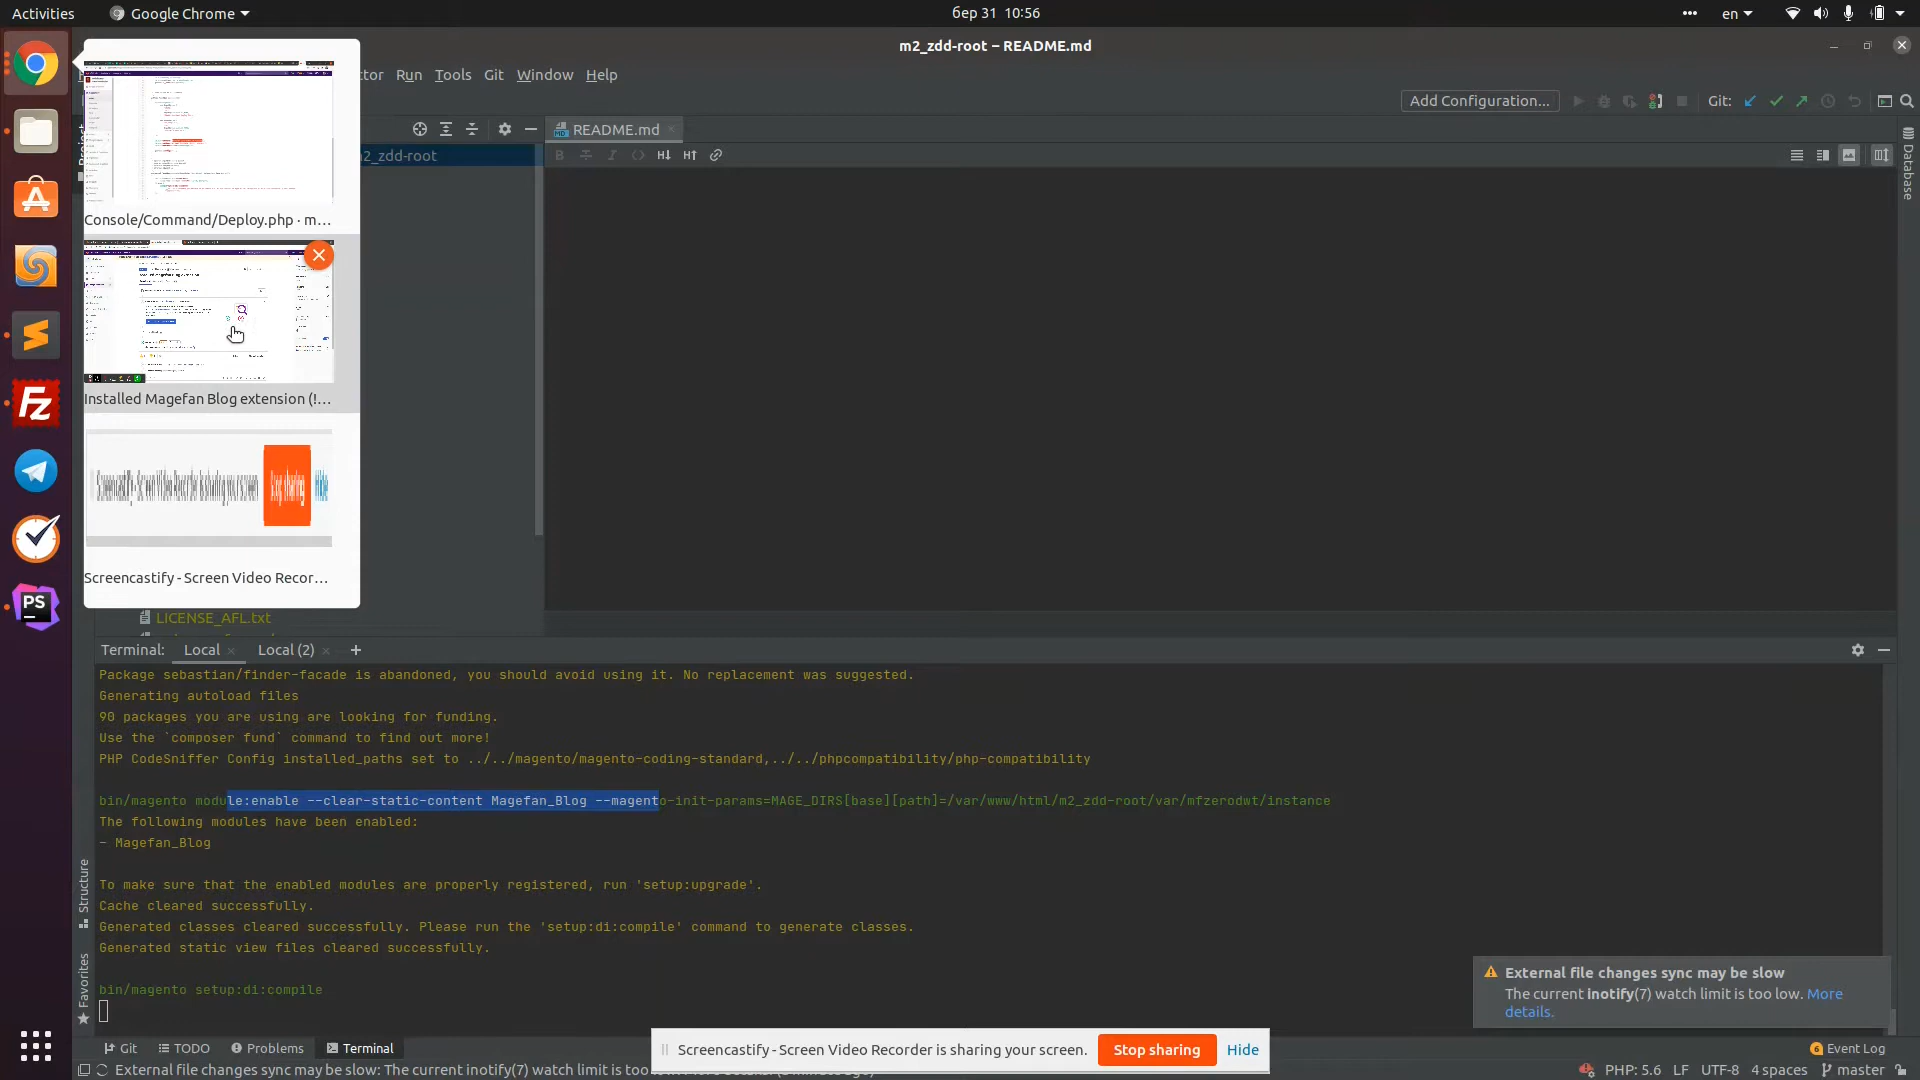 Activities
Google Chrome
бер 31 10:56
en
m2_zdd-root – README.md
tor Run Tools Git Window Help
Add Configuration...
Git:
Project
m2_zdd-root
README.md
Database
Console/Command/Deploy.php · m...
Installed Magefan Blog extension (!...
Stop sharing
Screencastify - Screen Video Recor...
LICENSE_AFL.txt
Terminal: Local Local (2) +
Package sebastian/finder-facade is abandoned, you should avoid using it. No replacement was suggested.
Generating autoload files
90 packages you are using are looking for funding.
Use the `composer fund` command to find out more!
PHP CodeSniffer Config installed_paths set to ../../magento/magento-coding-standard,../../phpcompatibility/php-compatibility
bin/magento module:enable --clear-static-content Magefan_Blog --magento-init-params=MAGE_DIRS[base][path]=/var/www/html/m2_zdd-root/var/mfzerodwt/instance
The following modules have been enabled:
- Magefan_Blog
To make sure that the enabled modules are properly registered, run 'setup:upgrade'.
Cache cleared successfully.
Generated classes cleared successfully. Please run the 'setup:di:compile' command to generate classes.
Generated static view files cleared successfully.
bin/magento setup:di:compile
Structure
Favorites
External file changes sync may be slow
The current inotify(7) watch limit is too low. More
details.
Screencastify - Screen Video Recorder is sharing your screen.
Stop sharing
Hide
Git TODO Problems Terminal
6 Event Log
External file changes sync may be slow: The current inotify(7) watch limit is too
PHP: 5.6 LF UTF-8 4 spaces master